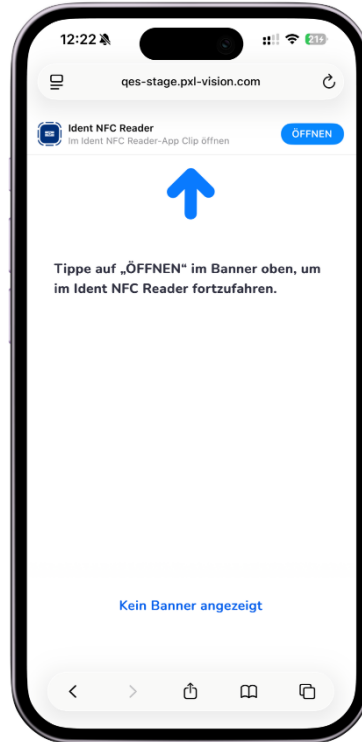 12:22
21
qes-stage.pxl-vision.com
Ident NFC Reader
Im Ident NFC Reader-App Clip öffnen
ÖFFNEN
Tippe auf „ÖFFNEN“ im Banner oben, um
im Ident NFC Reader fortzufahren.
Kein Banner angezeigt